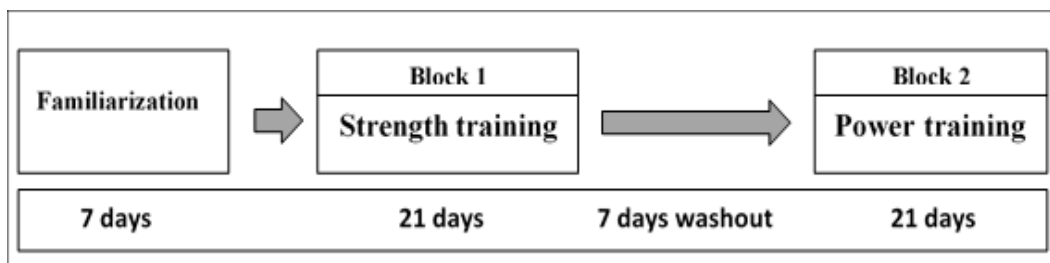 Familiarization
Block 1
Strength training
Block 2
Power training
7 days
21 days
7 days washout
21 days